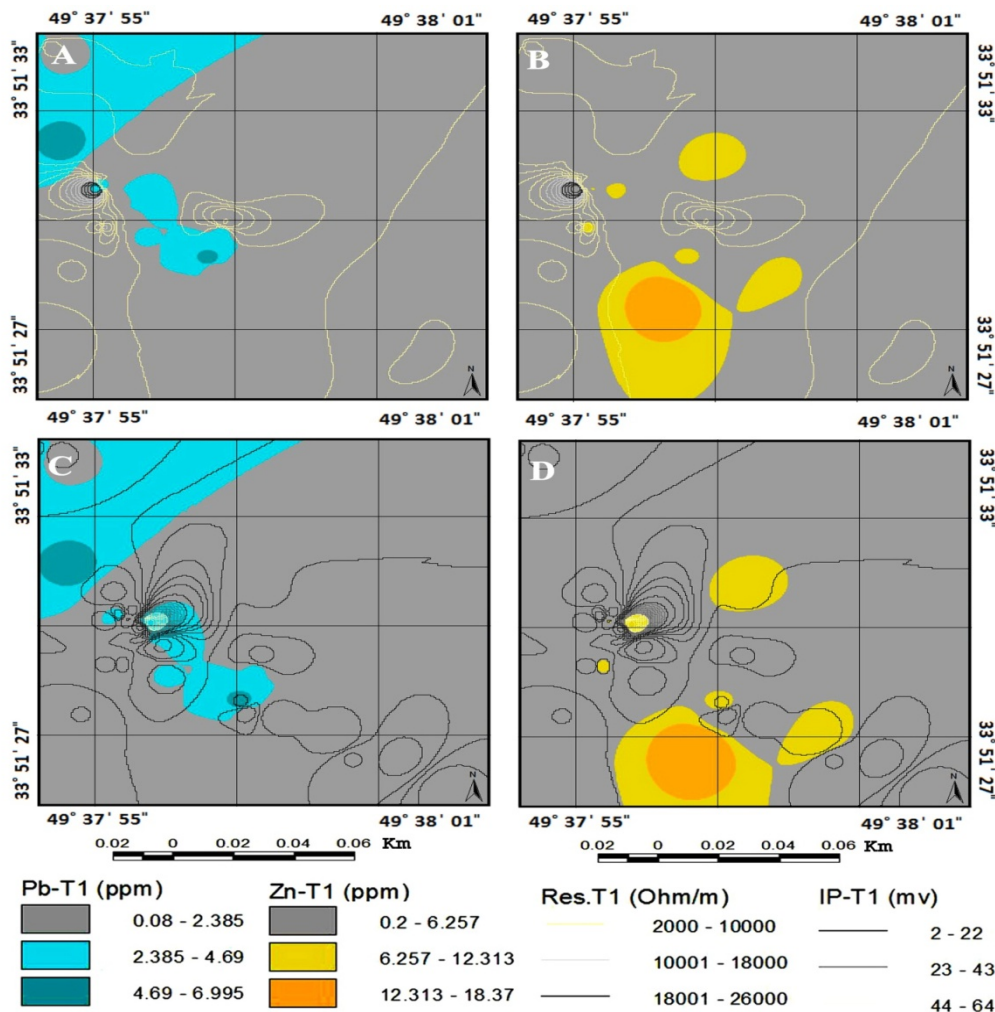 49° 37' 55" 49° 38' 01"
A
B
33° 51' 33"
33° 51' 33"
N
N
33° 51' 27"
33° 51' 27"
49° 37' 55" 49° 38' 01" 49° 37' 55" 49° 38' 01"
C
D
33° 51' 33"
33° 51' 33"
N
N
33° 51' 27"
33° 51' 27"
49° 37' 55" 49° 38' 01" 49° 37' 55" 49° 38' 01"
0.02 0 0.02 0.04 0.06 Km
0.02 0 0.02 0.04 0.06 Km
Pb-T1 (ppm)
0.08 - 2.385
2.385 - 4.69
4.69 - 6.995
Zn-T1 (ppm)
0.2 - 6.257
6.257 - 12.313
12.313 - 18.37
Res.T1 (Ohm/m)
2000 - 10000
10001 - 18000
18001 - 26000
IP-T1 (mv)
2 - 22
23 - 43
44 - 64